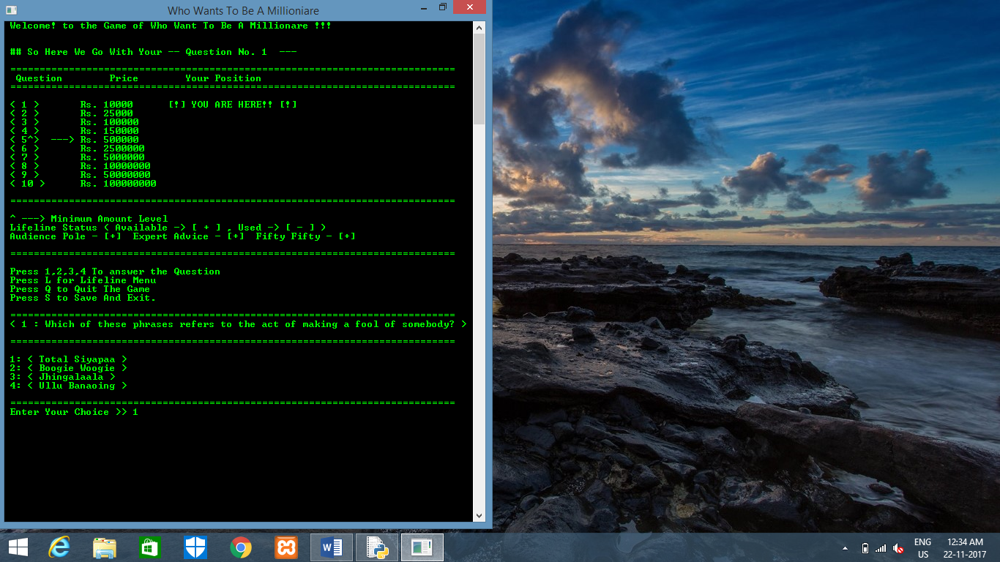 Who Wants To Be A Millioniare
Welcome! to the Game of Who Want To Be A Millionare !!!
## So Here We Go With Your -- Question No. 1  ---
============================================================================
Question        Price        Your Position
============================================================================
< 1 >       Rs. 10000      [!] YOU ARE HERE!! [!]
< 2 >       Rs. 25000
< 3 >       Rs. 100000
< 4 >       Rs. 150000
< 5^>  ---> Rs. 500000
< 6 >       Rs. 2500000
< 7 >       Rs. 5000000
< 8 >       Rs. 10000000
< 9 >       Rs. 50000000
< 10 >      Rs. 100000000
============================================================================
^ ---> Minimum Amount Level
Lifeline Status ( Available -> [ + ] , Used -> [ - ] )
Audience Pole - [+]  Expert Advice - [+]  Fifty Fifty - [+]
============================================================================
Press 1,2,3,4 To answer the Question
Press L for Lifeline Menu
Press Q to Quit The Game
Press S to Save And Exit.
============================================================================
< 1 : Which of these phrases refers to the act of making a fool of somebody? >
============================================================================
1: < Total Siyapaa >
2: < Boogie Woogie >
3: < Jhingalaala >
4: < Ullu Banaoing >
============================================================================
Enter Your Choice >> 1
ENG 12:34 AM
US 22-11-2017